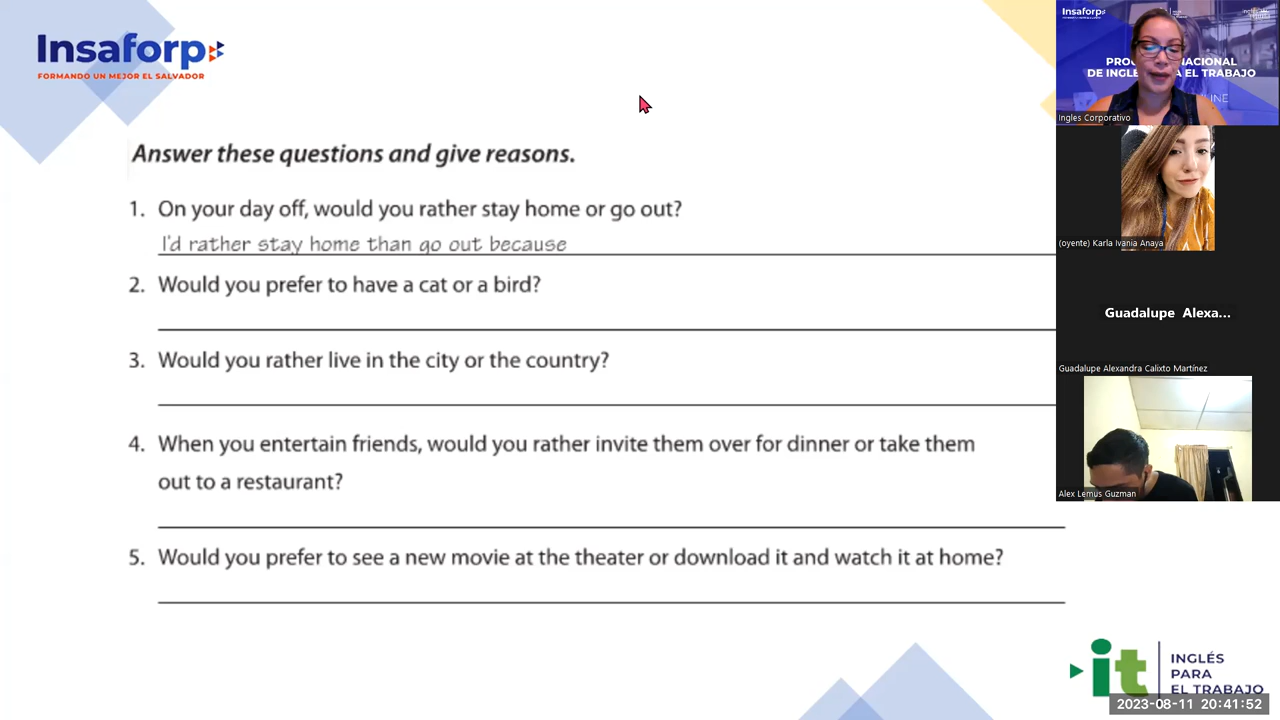 Insaforp
FORMANDO UN MEJOR EL SALVADOR
Answer these questions and give reasons.
1. On your day off, would you rather stay home or go out?
I'd rather stay home than go out because
2. Would you prefer to have a cat or a bird?
3. Would you rather live in the city or the country?
4. When you entertain friends, would you rather invite them over for dinner or take them
out to a restaurant?
5. Would you prefer to see a new movie at the theater or download it and watch it at home?
Insaforp
Ingles Corporativo
(oyente) Karla Ivania Anaya
Guadalupe Alexa...
Guadalupe Alexandra Calixto Martínez
Alex Lemus Guzman
it
INGLÉS
PARA
EL TRABAJO
2023-08-11 20:41:52